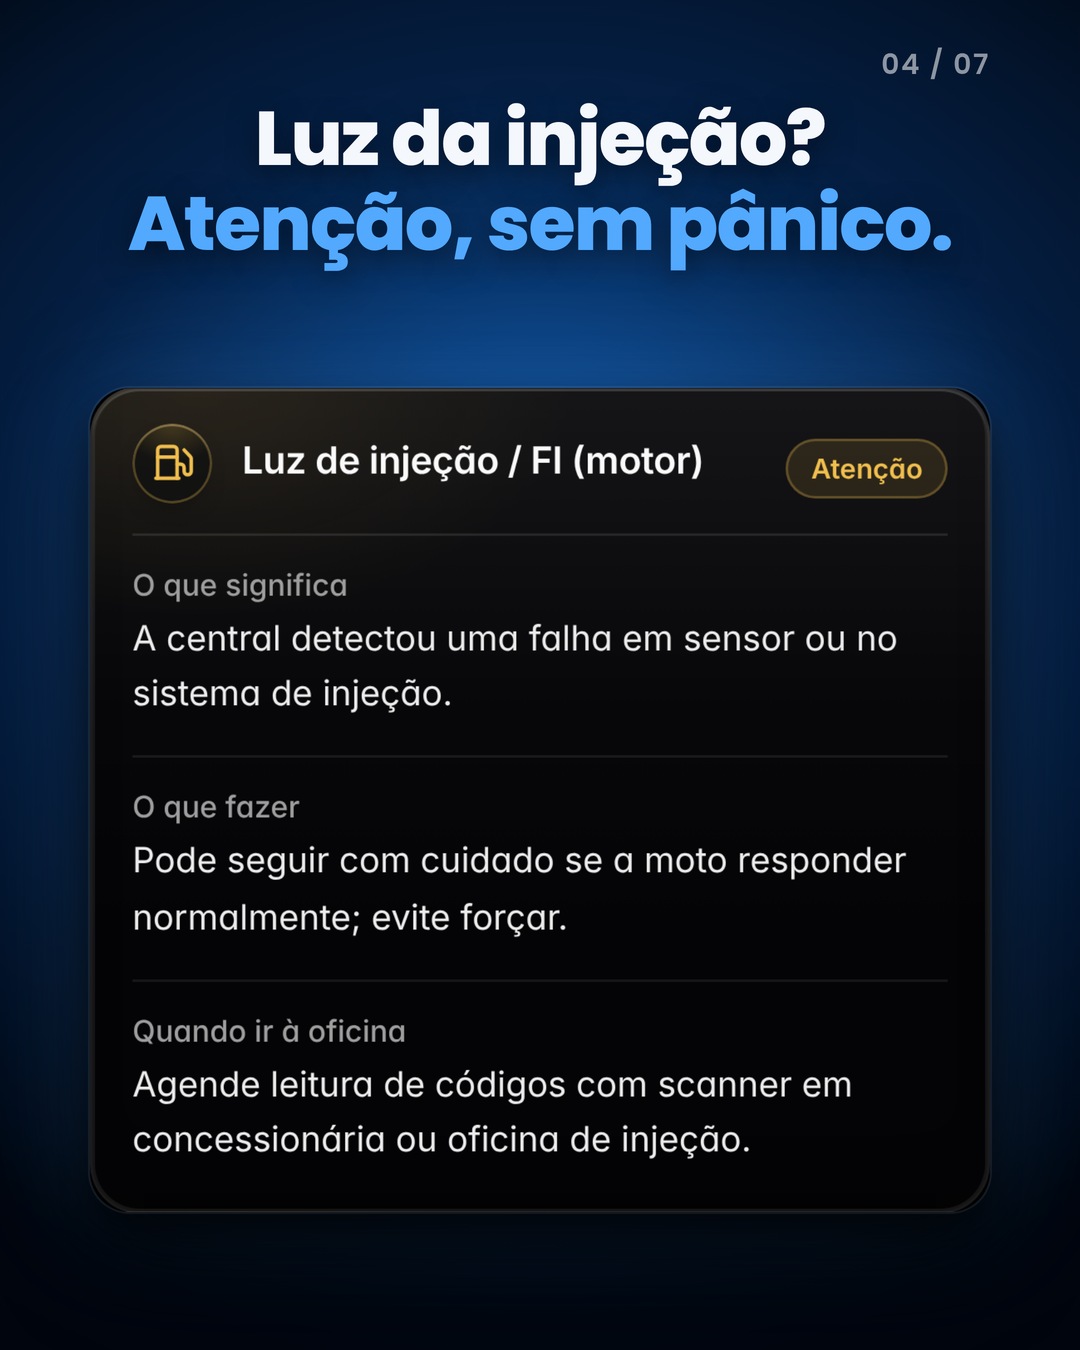 04 / 07
Luz da injeção?
Atenção, sem pânico.
Luz de injeção / FI (motor)
Atenção
O que significa
A central detectou uma falha em sensor ou no
sistema de injeção.
O que fazer
Pode seguir com cuidado se a moto responder
normalmente; evite forçar.
Quando ir à oficina
Agende leitura de códigos com scanner em
concessionária ou oficina de injeção.